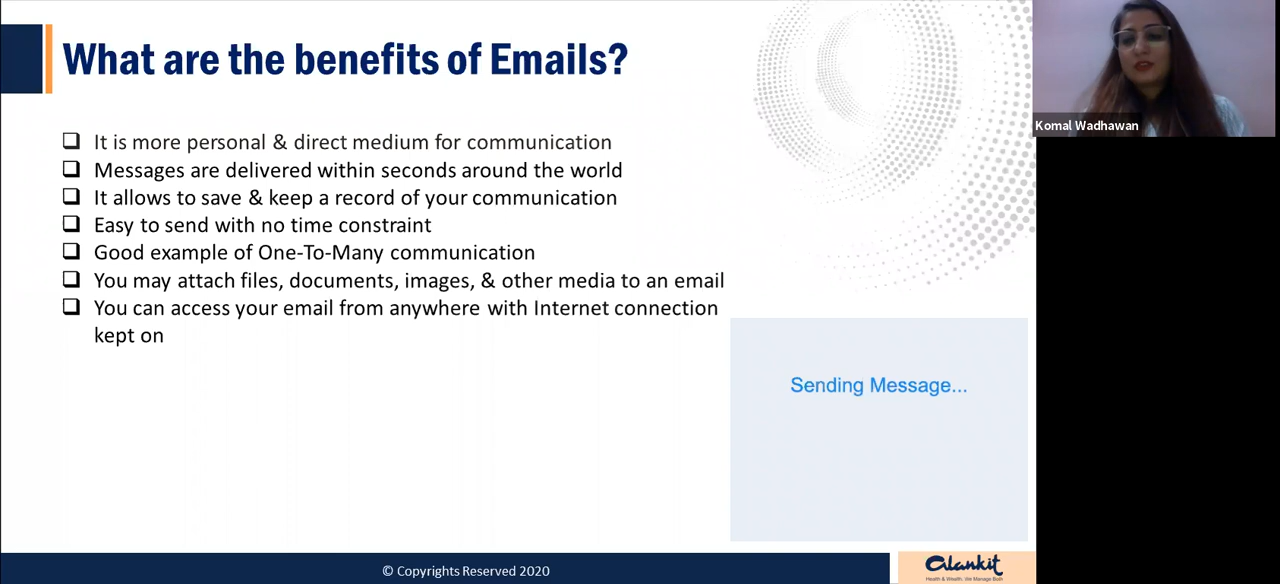 What are the benefits of Emails?
It is more personal & direct medium for communication
Messages are delivered within seconds around the world
It allows to save & keep a record of your communication
Easy to send with no time constraint
Good example of One-To-Many communication
You may attach files, documents, images, & other media to an email
You can access your email from anywhere with Internet connection
kept on
Sending Message...
© Copyrights Reserved 2020
Alankit
Health & Wealth, We Manage Both
Komal Wadhawan